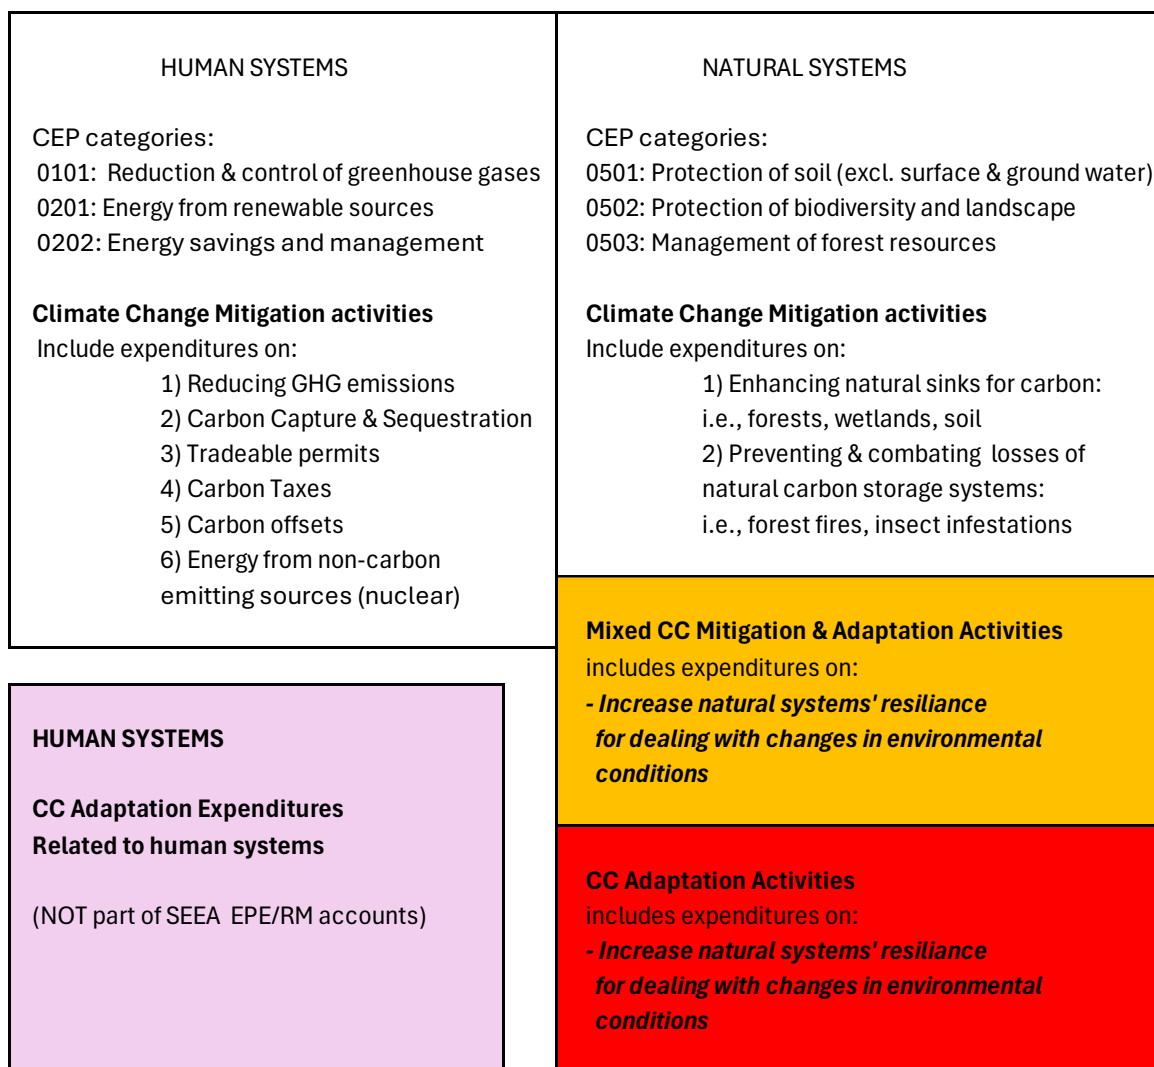 HUMAN SYSTEMS
CEP categories:
0101: Reduction & control of greenhouse gases
0201: Energy from renewable sources
0202: Energy savings and management
Climate Change Mitigation activities
Include expenditures on:
1) Reducing GHG emissions
2) Carbon Capture & Sequestration
3) Tradeable permits
4) Carbon Taxes
5) Carbon offsets
6) Energy from non-carbon
emitting sources (nuclear)
NATURAL SYSTEMS
CEP categories:
0501: Protection of soil (excl. surface & ground water)
0502: Protection of biodiversity and landscape
0503: Management of forest resources
Climate Change Mitigation activities
Include expenditures on:
1) Enhancing natural sinks for carbon:
i.e., forests, wetlands, soil
2) Preventing & combating losses of
natural carbon storage systems:
i.e., forest fires, insect infestations
HUMAN SYSTEMS
CC Adaptation Expenditures
Related to human systems
(NOT part of SEEA EPE/RM accounts)
Mixed CC Mitigation & Adaptation Activities
includes expenditures on:
- Increase natural systems' resiliance
for dealing with changes in environmental
conditions
CC Adaptation Activities
includes expenditures on:
- Increase natural systems' resiliance
for dealing with changes in environmental
conditions